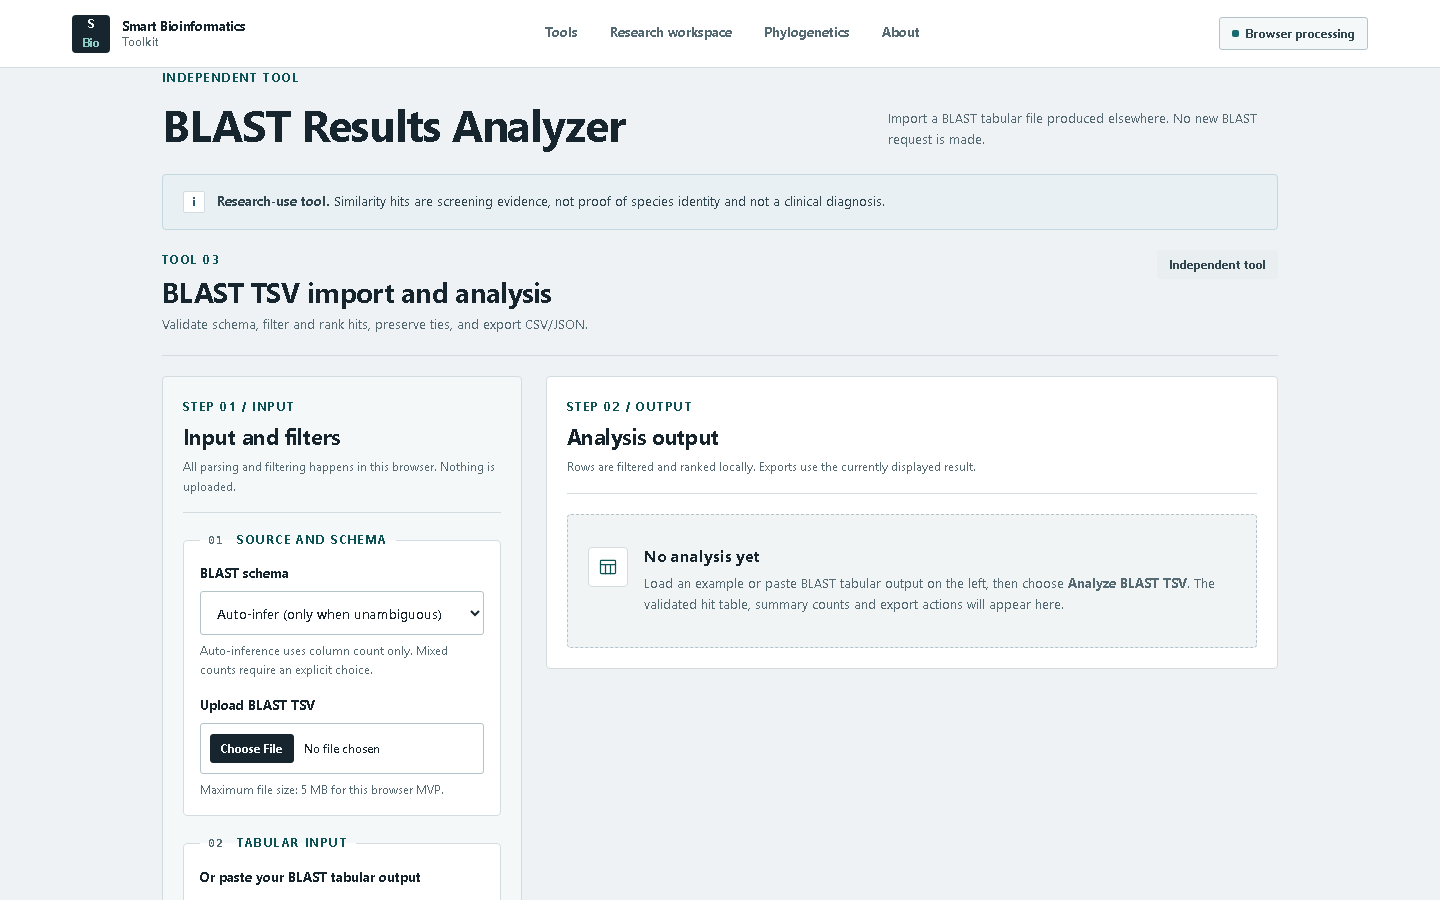 S
Bio
Smart Bioinformatics
Toolkit
Tools
Research workspace
Phylogenetics
About
Browser processing
INDEPENDENT TOOL
BLAST Results Analyzer
Import a BLAST tabular file produced elsewhere. No new BLAST
request is made.
i
Research-use tool. Similarity hits are screening evidence, not proof of species identity and not a clinical diagnosis.
TOOL 03
Independent tool
BLAST TSV import and analysis
Validate schema, filter and rank hits, preserve ties, and export CSV/JSON.
STEP 01 / INPUT
Input and filters
All parsing and filtering happens in this browser. Nothing is
uploaded.
01 SOURCE AND SCHEMA
BLAST schema
Auto-infer (only when unambiguous)
Auto-inference uses column count only. Mixed
counts require an explicit choice.
Upload BLAST TSV
Choose File No file chosen
Maximum file size: 5 MB for this browser MVP.
02 TABULAR INPUT
Or paste your BLAST tabular output
STEP 02 / OUTPUT
Analysis output
Rows are filtered and ranked locally. Exports use the currently displayed result.
No analysis yet
Load an example or paste BLAST tabular output on the left, then choose Analyze BLAST TSV. The
validated hit table, summary counts and export actions will appear here.